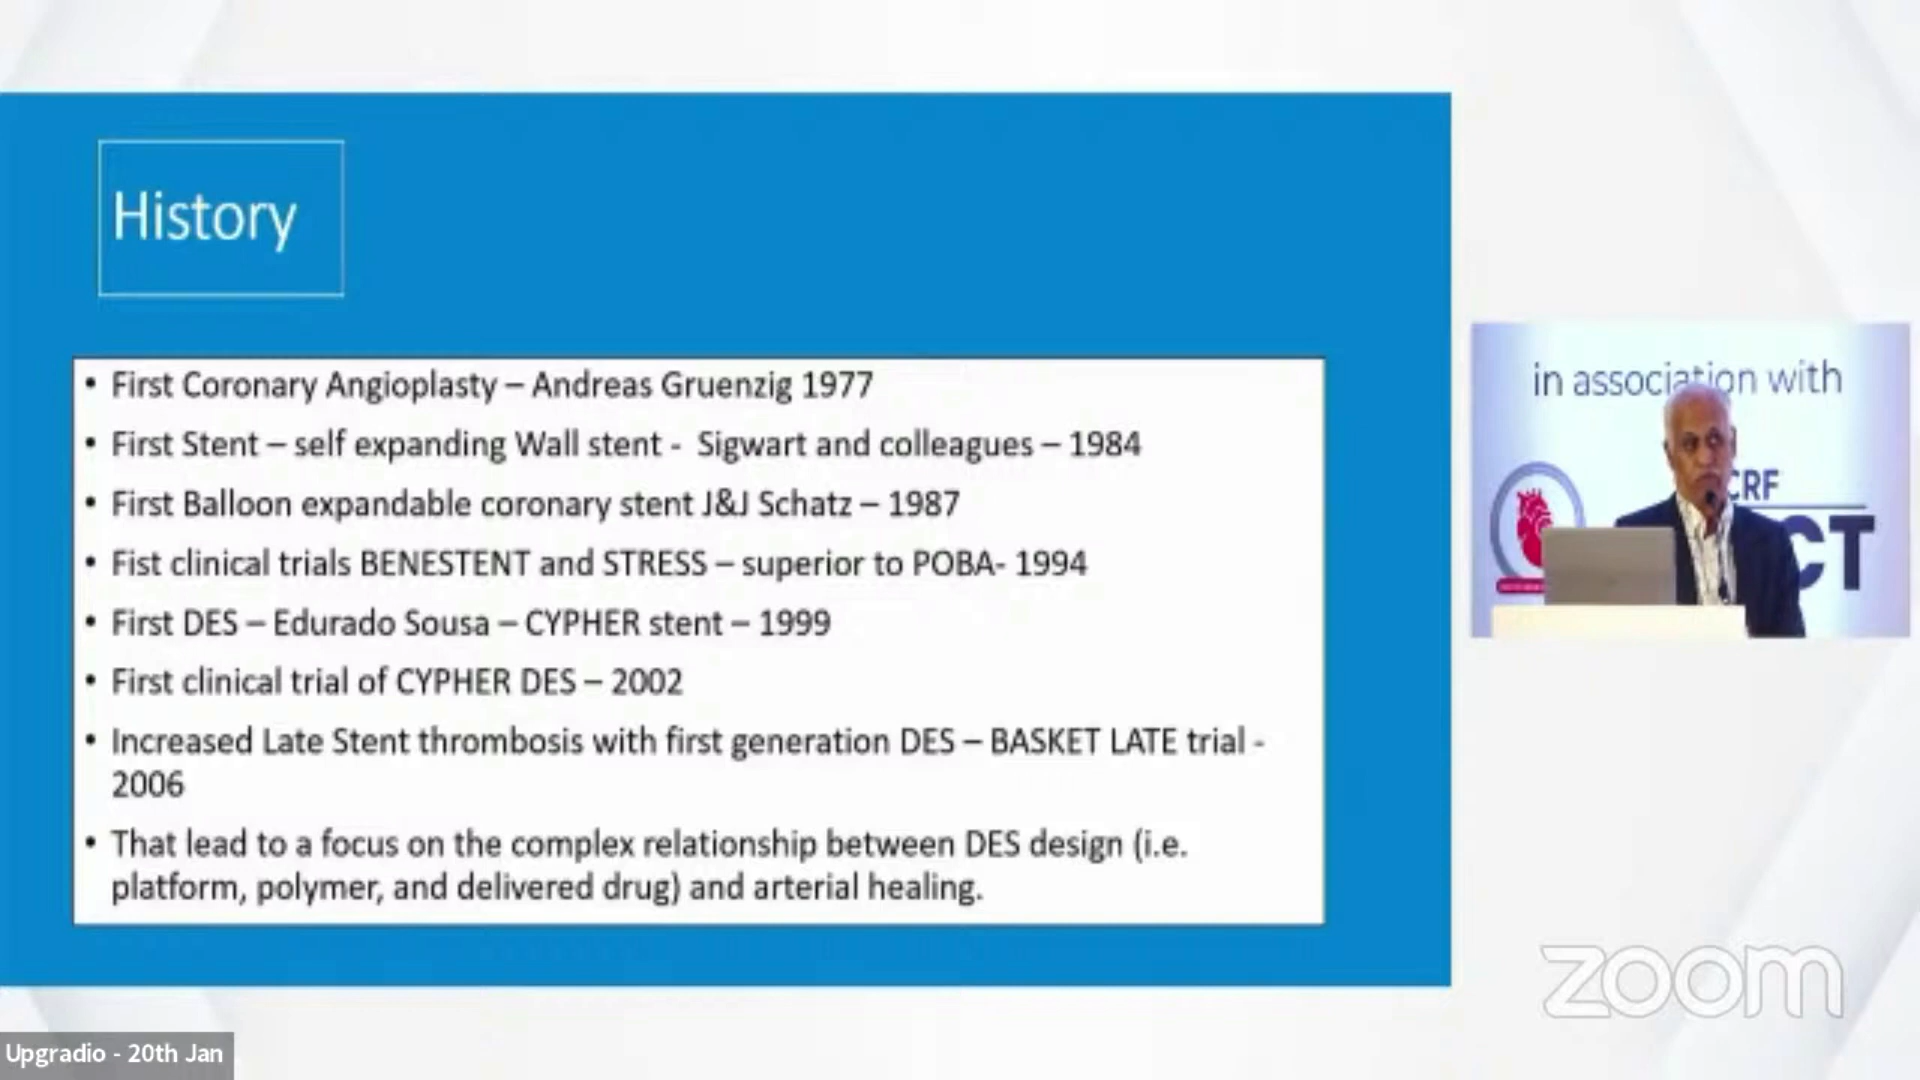 History
• First Coronary Angioplasty – Andreas Gruenzig 1977
• First Stent – self expanding Wall stent - Sigwart and colleagues – 1984
• First Balloon expandable coronary stent J&J Schatz – 1987
• Fist clinical trials BENESTENT and STRESS – superior to POBA- 1994
• First DES – Edurado Sousa – CYPHER stent – 1999
• First clinical trial of CYPHER DES – 2002
• Increased Late Stent thrombosis with first generation DES – BASKET LATE trial -
2006
• That lead to a focus on the complex relationship between DES design (i.e.
platform, polymer, and delivered drug) and arterial healing.
in association with
CRF
CT
zoom
Upgradio - 20th Jan